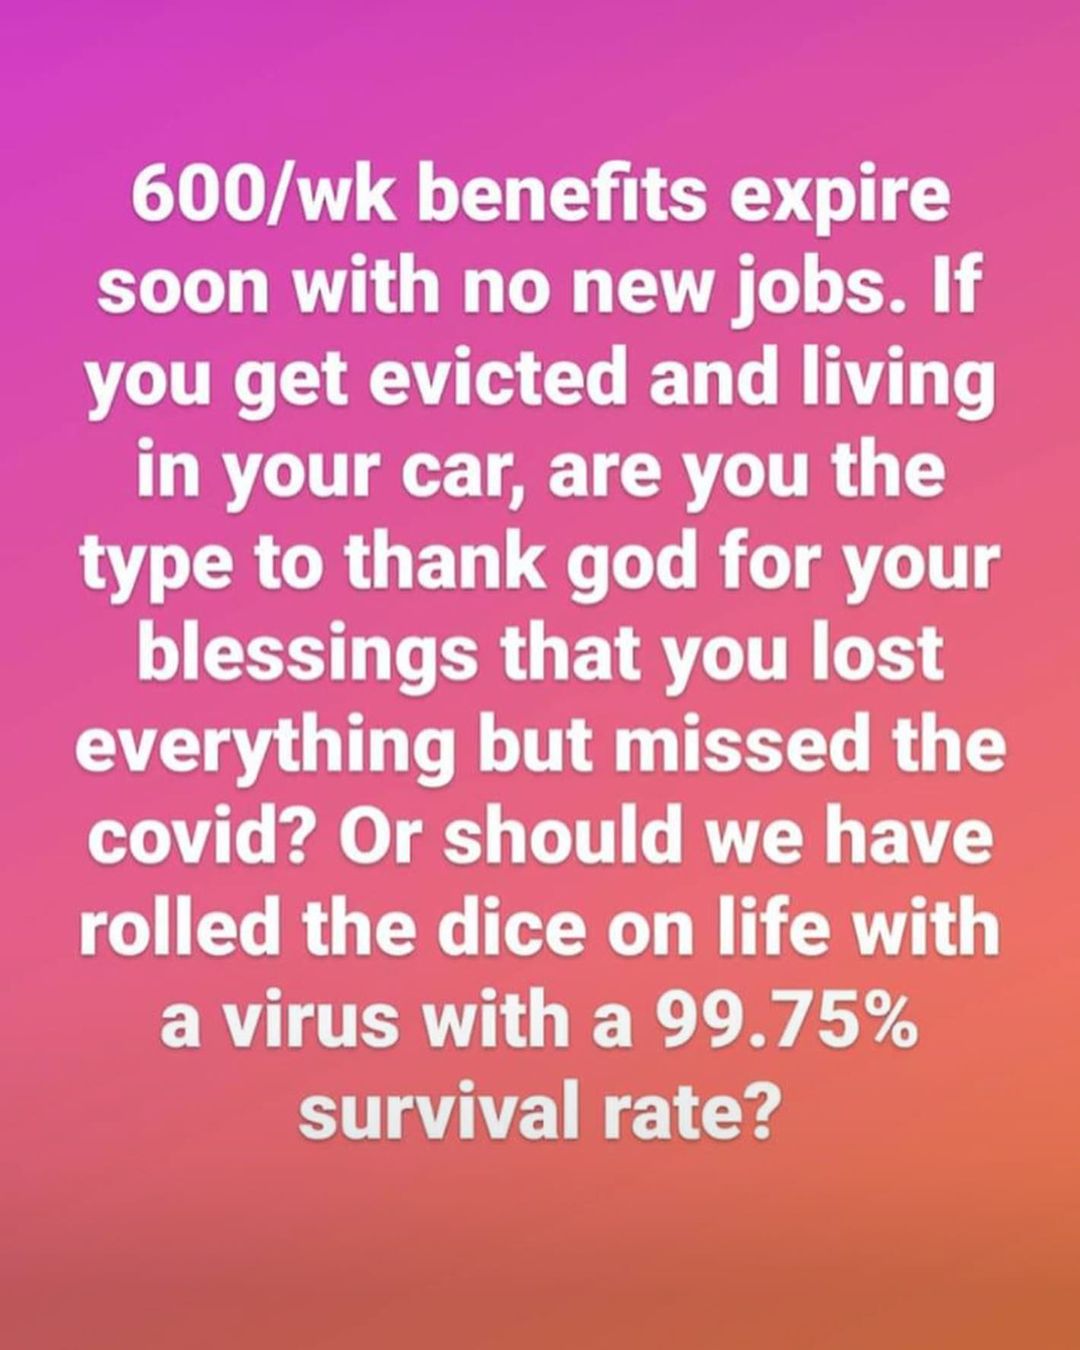 600/wk benefits expire
soon with no new jobs. If
you get evicted and living
in your car, are you the
type to thank god for your
blessings that you lost
everything but missed the
covid? Or should we have
rolled the dice on life with
a virus with a 99.75%
survival rate?